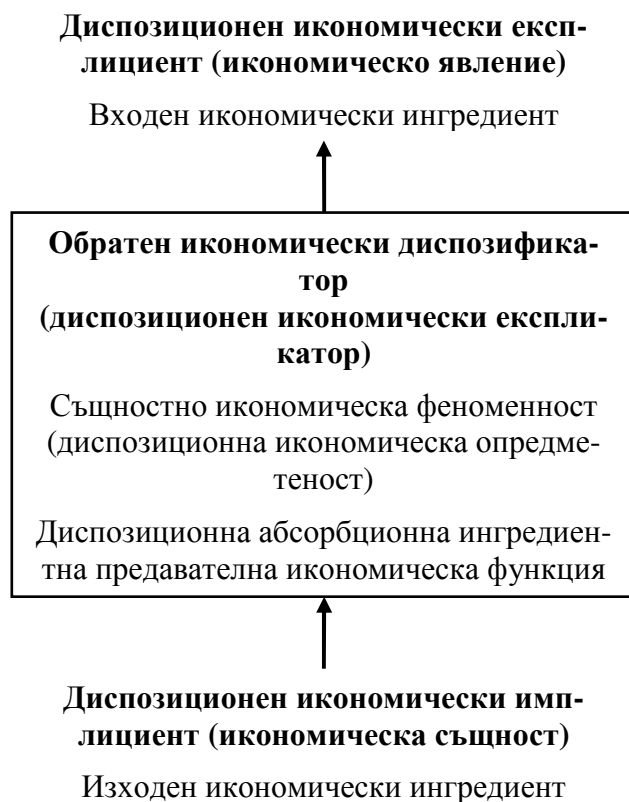 Диспозиционен икономически експ-
лициент (икономическо явление)
Входен икономически ингредиент
Обратен икономически диспозифика-
тор
(диспозиционен икономически експли-
катор)
Същностно икономическа феноменност
(диспозиционна икономическа опредме-
теност)
Диспозиционна абсорбционна ингредиен-
тна предавателна икономическа функция
Диспозиционен икономически имп-
лициент (икономическа същност)
Изходен икономически ингредиент